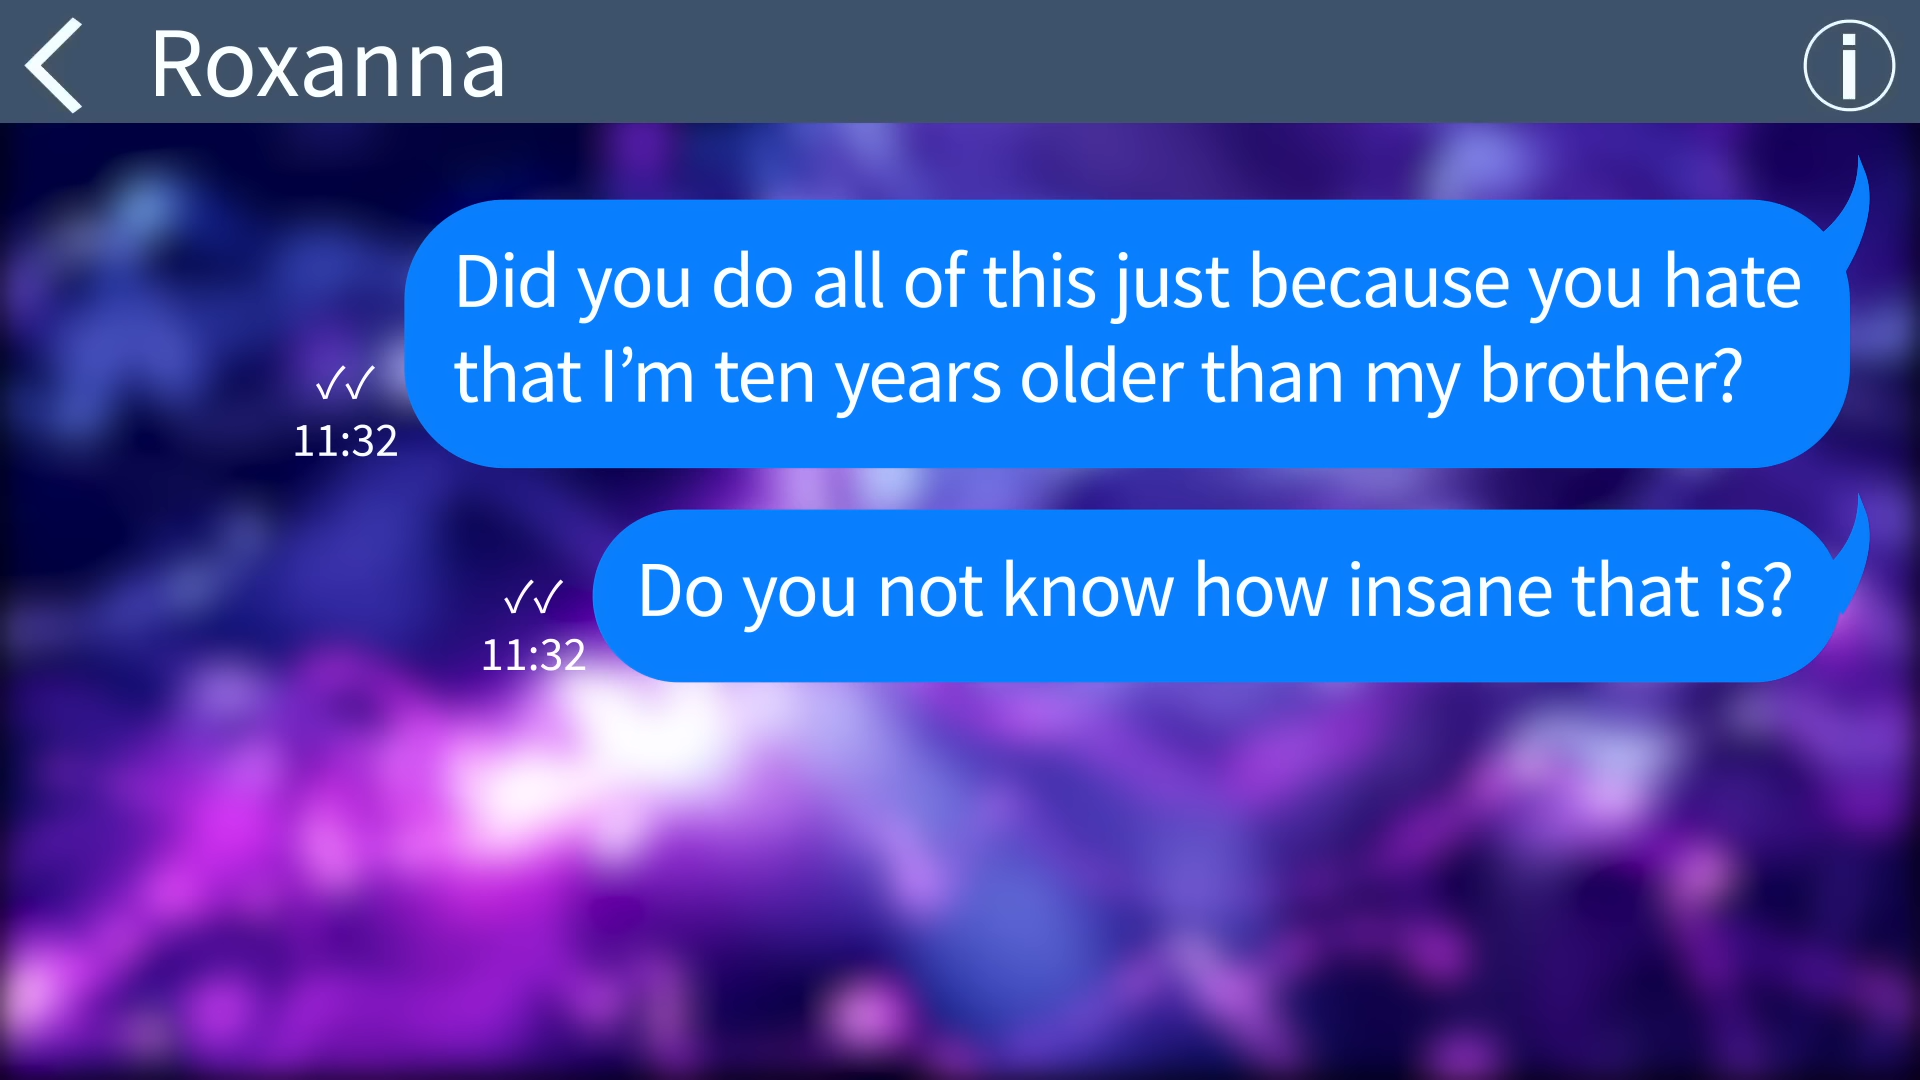 Roxanna
Did you do all of this just because you hate
that I’m ten years older than my brother?
✓✓
11:32
Do you not know how insane that is?
✓✓
11:32